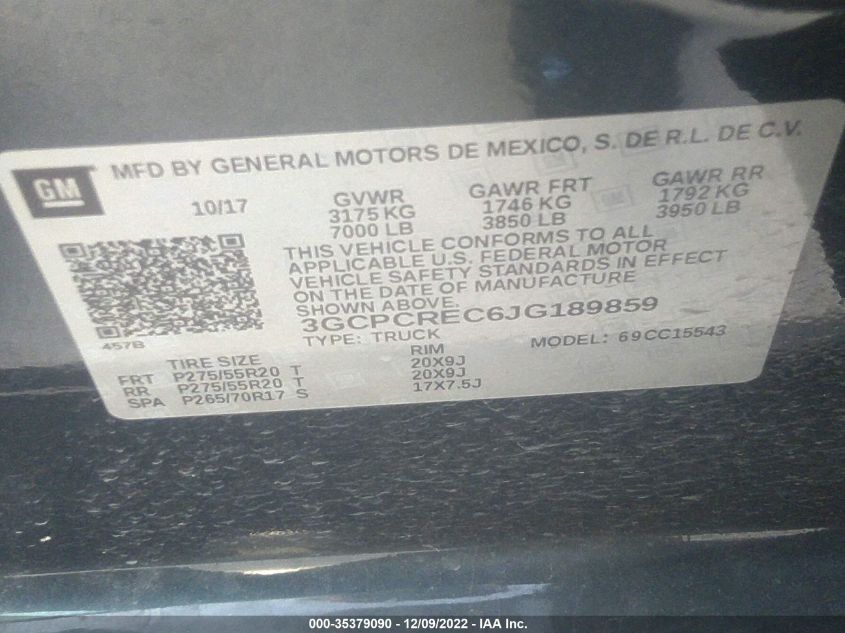 MFD BY GENERAL MOTORS DE MEXICO, S. DE R.L. DE C.V.
GM
10/17
GVWR GAWR FRT GAWR RR
3175 KG 1746 KG 1792 KG
7000 LB 3850 LB 3950 LB
THIS VEHICLE CONFORMS TO ALL
APPLICABLE U.S. FEDERAL MOTOR
VEHICLE SAFETY STANDARDS IN EFFECT
ON THE DATE OF MANUFACTURE
SHOWN ABOVE.
3GCPCREC6JG189859
457B
TYPE: TRUCK MODEL: 69CC15543
TIRE SIZE RIM
FRT P275/55R20 T 20X9J
RR P275/55R20 T 20X9J
SPA P265/70R17 S 17X7.5J
000-35379090 - 12/09/2022 - IAA Inc.